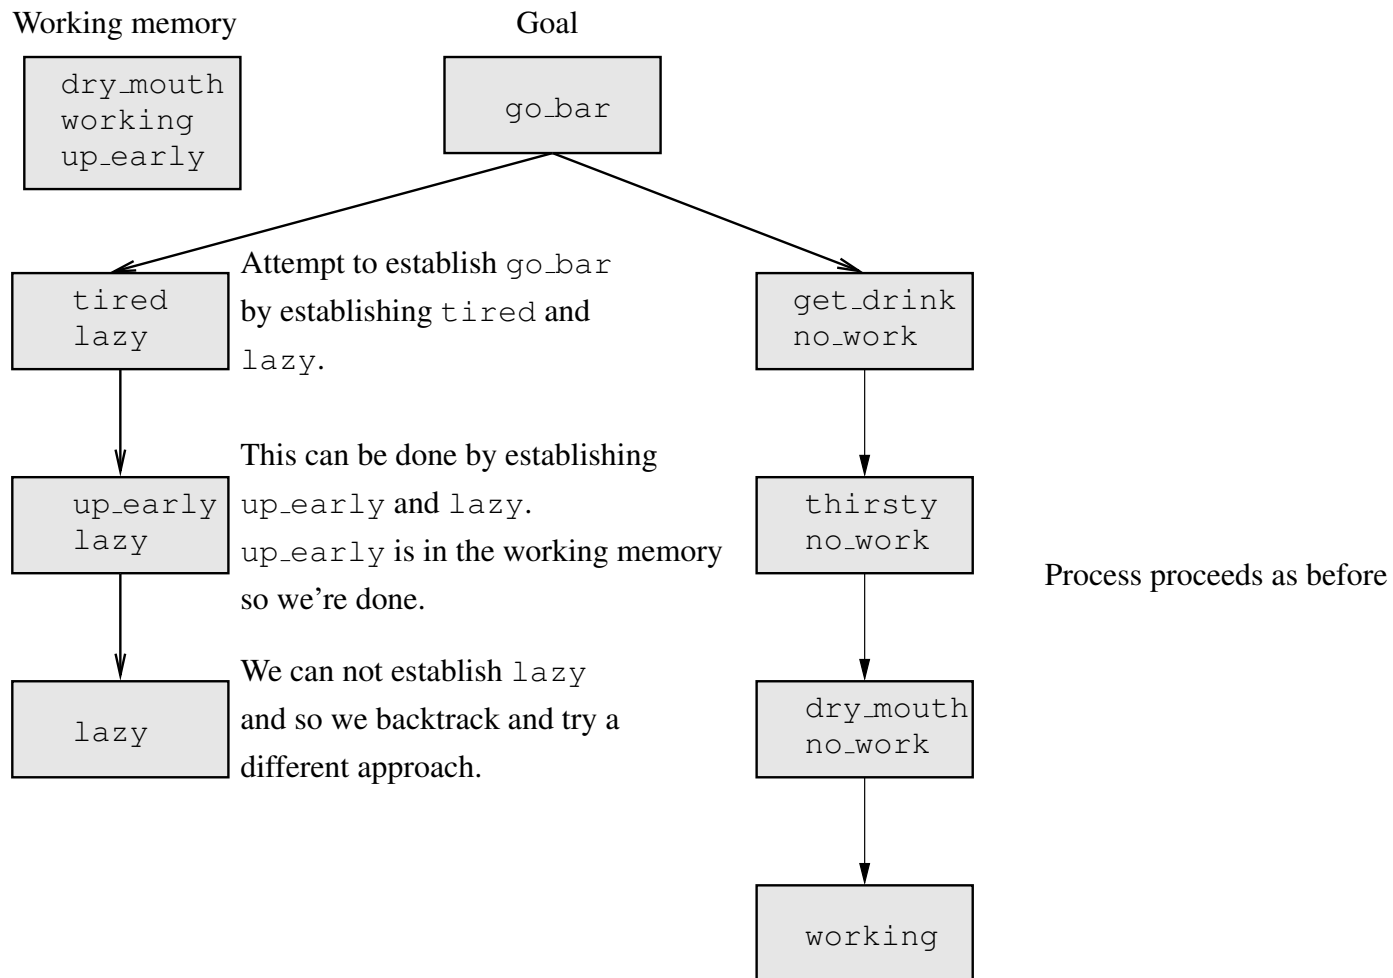 Working memory
Goal
dry_mouth
working
up_early
go_bar
tired
lazy
Attempt to establish go_bar
by establishing tired and
lazy.
get_drink
no_work
up_early
lazy
This can be done by establishing
up_early and lazy.
up_early is in the working memory
so we're done.
thirsty
no_work
Process proceeds as before
lazy
We can not establish lazy
and so we backtrack and try a
different approach.
dry_mouth
no_work
working